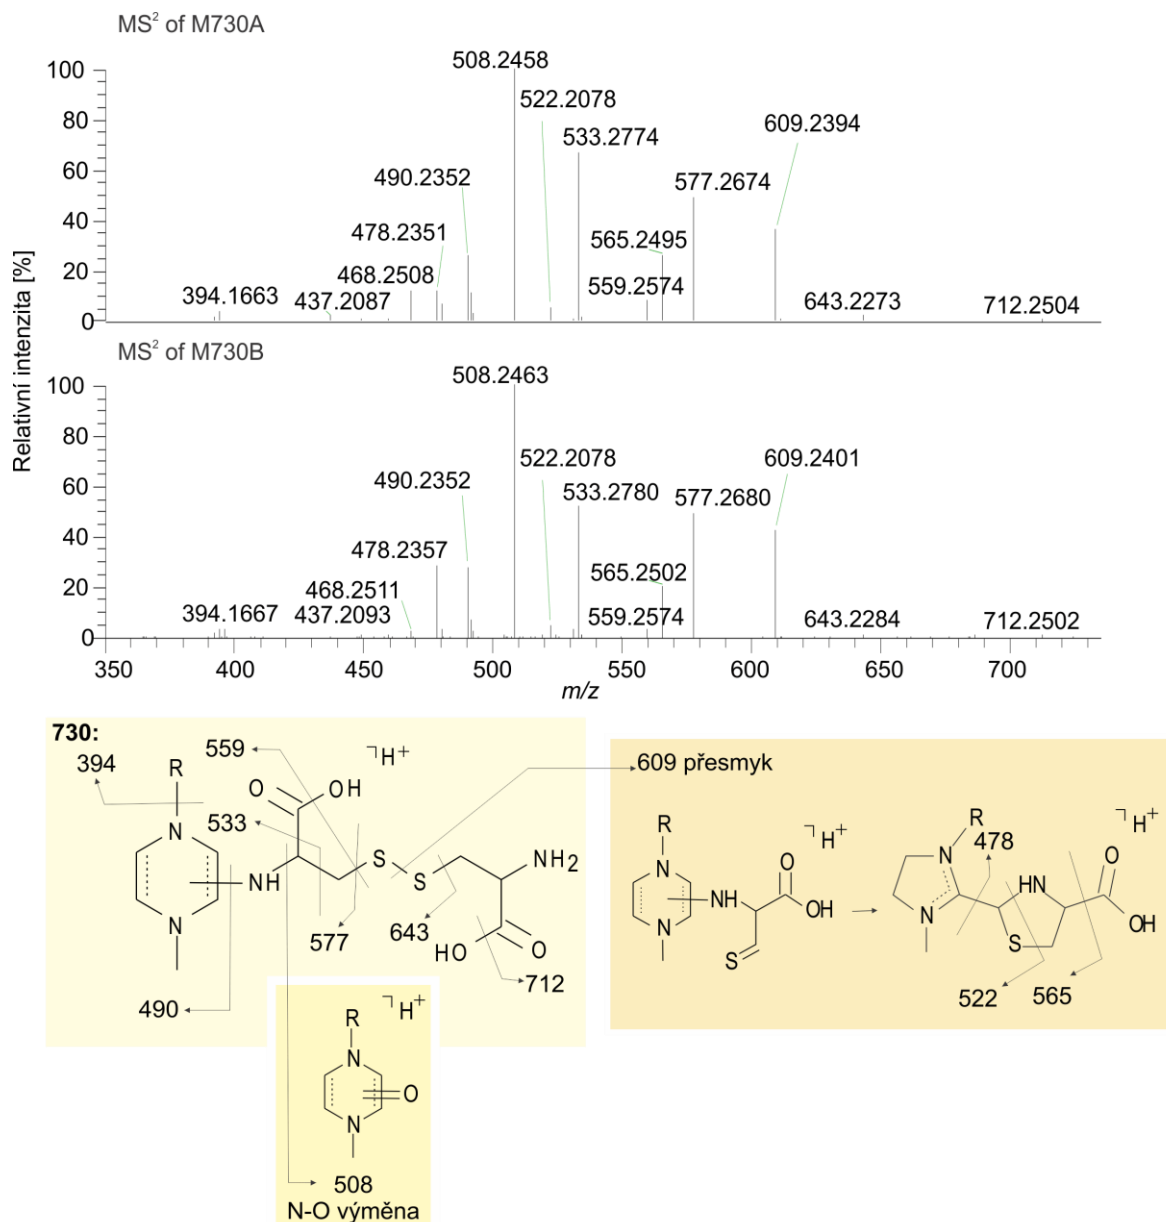 MS² of M730A
508.2458
522.2078
609.2394
533.2774
490.2352
577.2674
478.2351
565.2495
468.2508
559.2574
394.1663
437.2087
643.2273
712.2504
100
80
60
40
20
0
Relativní intenzita [%]
MS² of M730B
508.2463
522.2078
609.2401
533.2780
490.2352
577.2680
478.2357
565.2502
468.2511
394.1667
437.2093
559.2574
643.2284
712.2502
100
80
60
40
20
0
350 400 450 500 550 600 650 700
m/z
730:
394
R
559
O
OH
H+
533
N
NH
S
S
NH2
N
577
643
HO
O
490
712
R
H+
N
O
N
508
N-O výměna
609 přesmyk
R
H+
N
NH
O
OH
N
S
R
478
H+
N
HN
O
N
S
OH
522
565